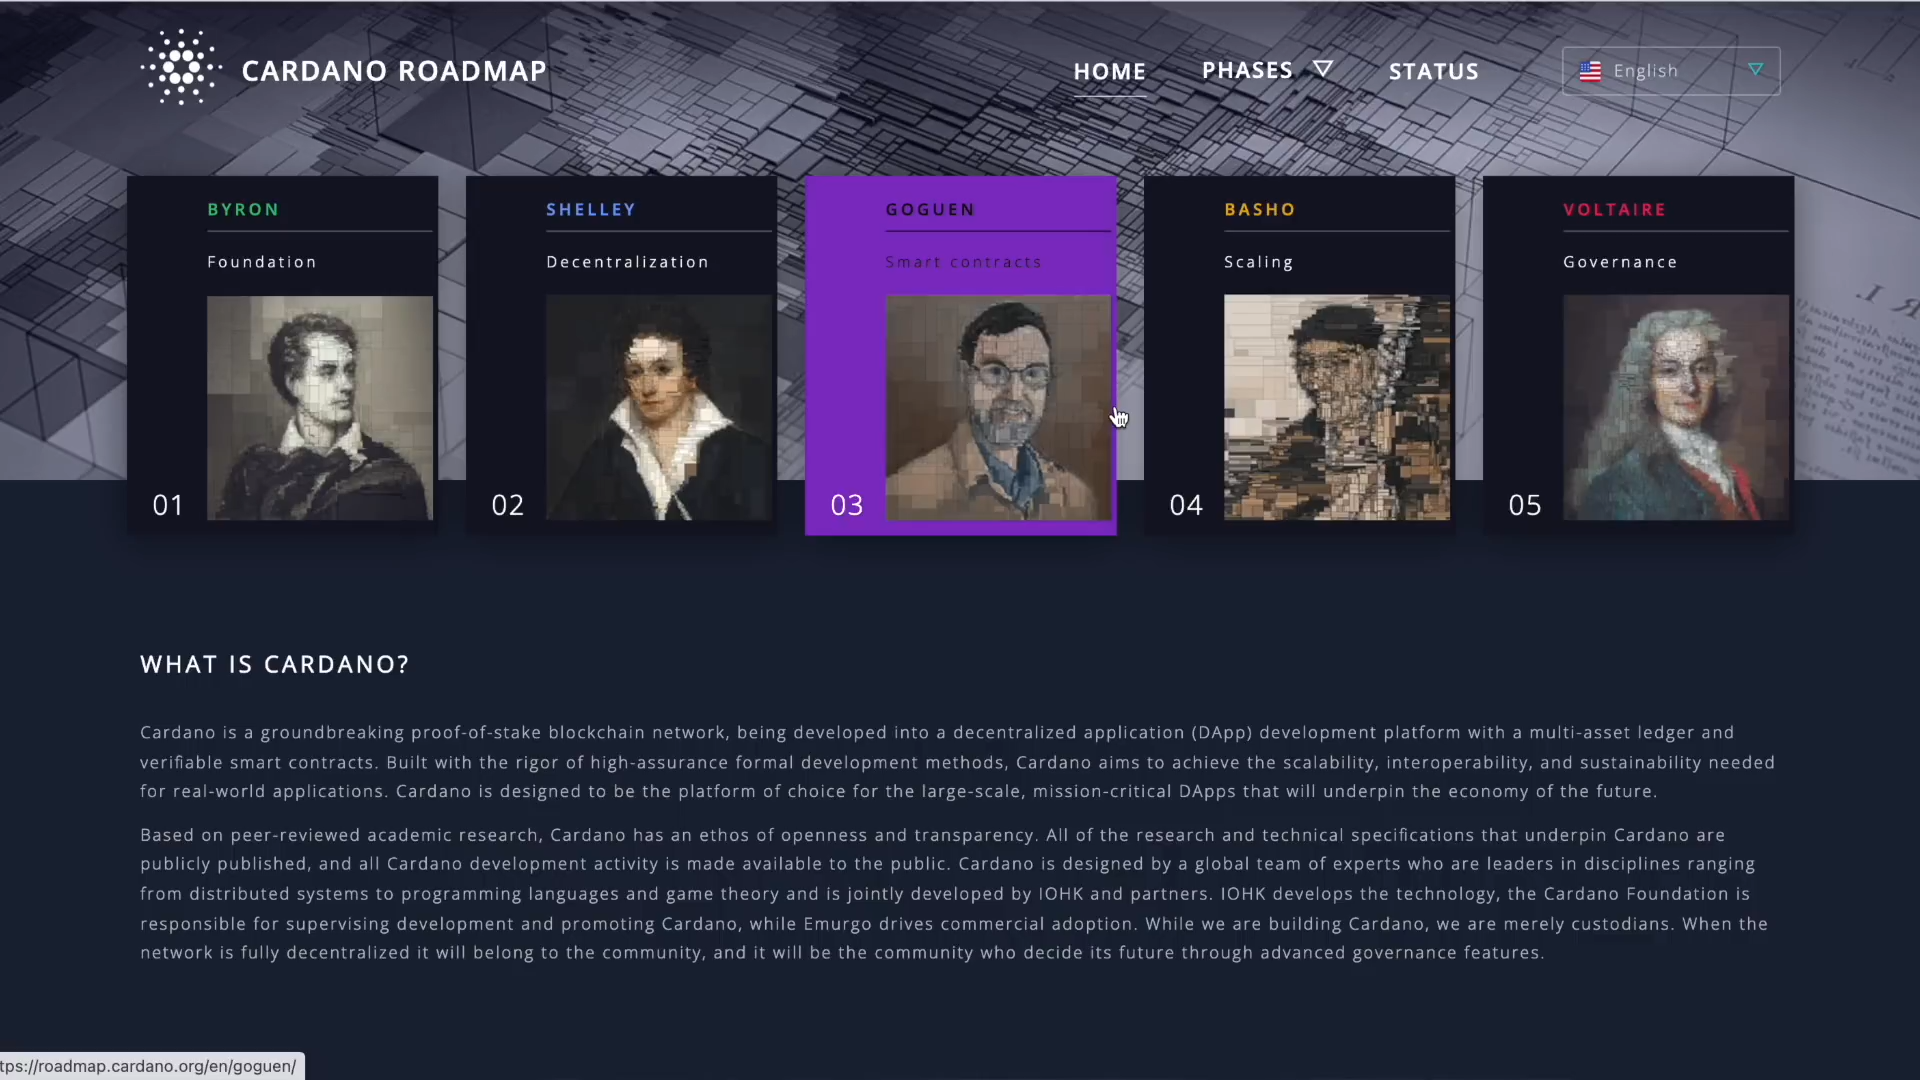 CARDANO ROADMAP
HOME
PHASES
STATUS
English
BYRON
Foundation
01
SHELLEY
Decentralization
02
GOGUEN
Smart contracts
03
BASHO
Scaling
04
VOLTAIRE
Governance
05
WHAT IS CARDANO?
Cardano is a groundbreaking proof-of-stake blockchain network, being developed into a decentralized application (DApp) development platform with a multi-asset ledger and
verifiable smart contracts. Built with the rigor of high-assurance formal development methods, Cardano aims to achieve the scalability, interoperability, and sustainability needed
for real-world applications. Cardano is designed to be the platform of choice for the large-scale, mission-critical DApps that will underpin the economy of the future.
Based on peer-reviewed academic research, Cardano has an ethos of openness and transparency. All of the research and technical specifications that underpin Cardano are
publicly published, and all Cardano development activity is made available to the public. Cardano is designed by a global team of experts who are leaders in disciplines ranging
from distributed systems to programming languages and game theory and is jointly developed by IOHK and partners. IOHK develops the technology, the Cardano Foundation is
responsible for supervising development and promoting Cardano, while Emurgo drives commercial adoption. While we are building Cardano, we are merely custodians. When the
network is fully decentralized it will belong to the community, and it will be the community who decide its future through advanced governance features.
tps://roadmap.cardano.org/en/goguen/